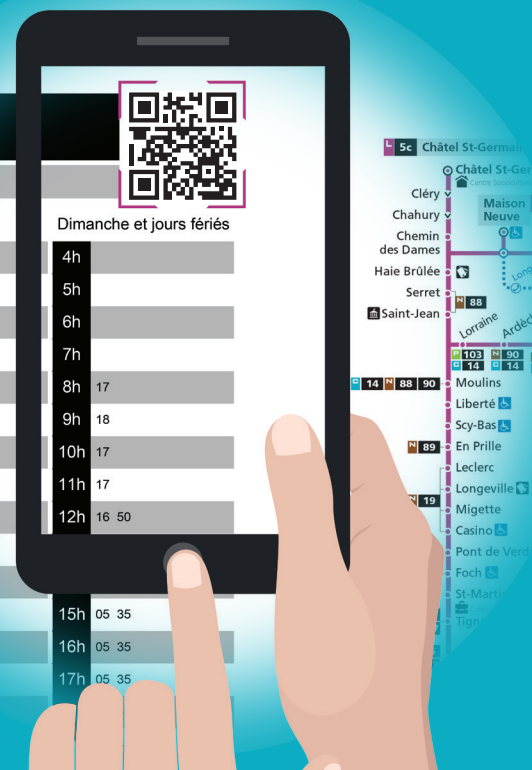 Dimanche et jours fériés
4h
5h
6h
7h
8h 17
9h 18
10h 17
11h 17
12h 16 50
15h 05 35
16h 05 35
17h 05 35
L 5c Châtel St-Germain
Châtel St-Ger
Cléry
Chahury
Chemin
des Dames
Maison
Neuve
Haie Brûlée
Long
Serret
N 88
Saint-Jean
Lorraine
Ardèc
P 103 N 90
C 14 C 14
C 14 N 88 90 Moulins
Liberté
Scy-Bas
N 89 En Prille
Leclerc
Longeville
N 19
Migette
Casino
Pont de Verd
Foch
St-Marti
Tign